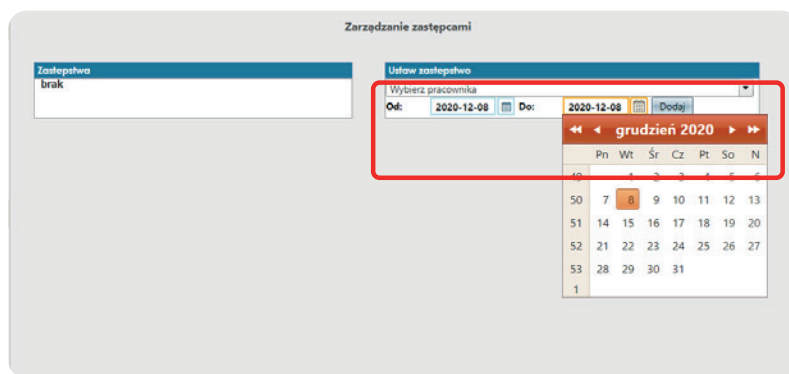 Zarządzanie zastępcami
Zastepstwa
brak
Ustaw zastepstwo
Wybierz pracownika
Od: 2020-12-08 Do: 2020-12-08 Dodaj
grudzień 2020
Pn Wt Śr Cz Pt So N
49 1 2 3 4 5 6
50 7 8 9 10 11 12 13
51 14 15 16 17 18 19 20
52 21 22 23 24 25 26 27
53 28 29 30 31
1